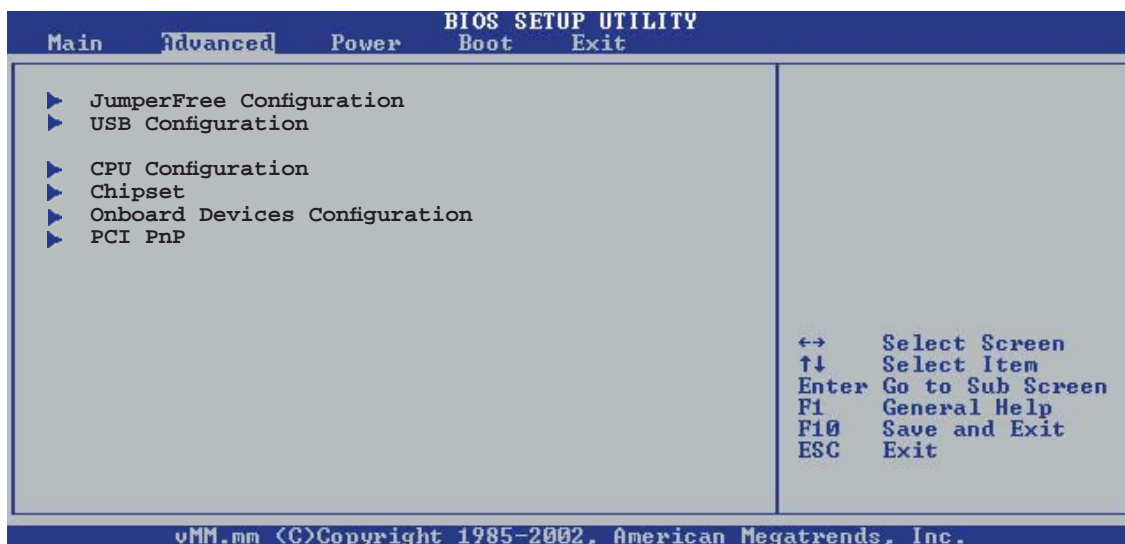 BIOS SETUP UTILITY
Main Advanced Power Boot Exit
JumperFree Configuration
USB Configuration
CPU Configuration
Chipset
Onboard Devices Configuration
PCI PnP
←→ Select Screen
↑↓ Select Item
Enter Go to Sub Screen
F1 General Help
F10 Save and Exit
ESC Exit
vMM.mm (C)Copyright 1985-2002, American Megatrends, Inc.